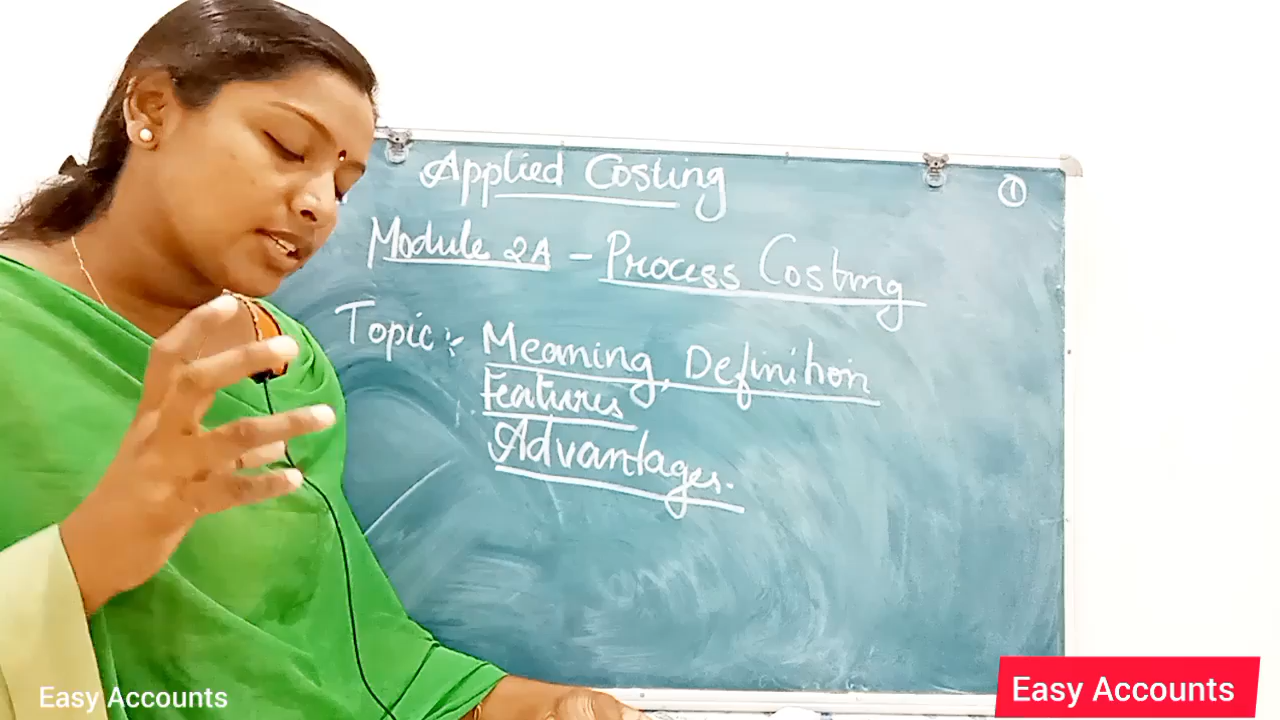 Applied Costing
①
Module 2A - Process Costing
Topic :- Meaning, Definition
Features
Advantages.
Easy Accounts
Easy Accounts